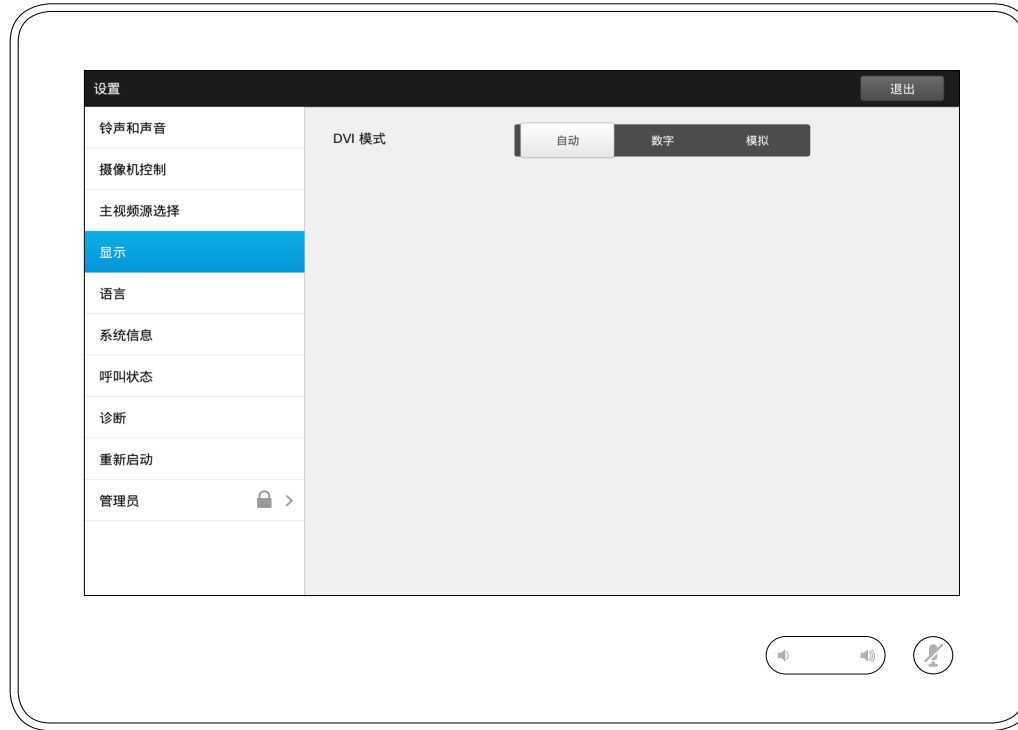 设置
退出
铃声和声音
DVI 模式
自动
数字
模拟
摄像机控制
主视频源选择
显示
语言
系统信息
呼叫状态
诊断
重新启动
管理员